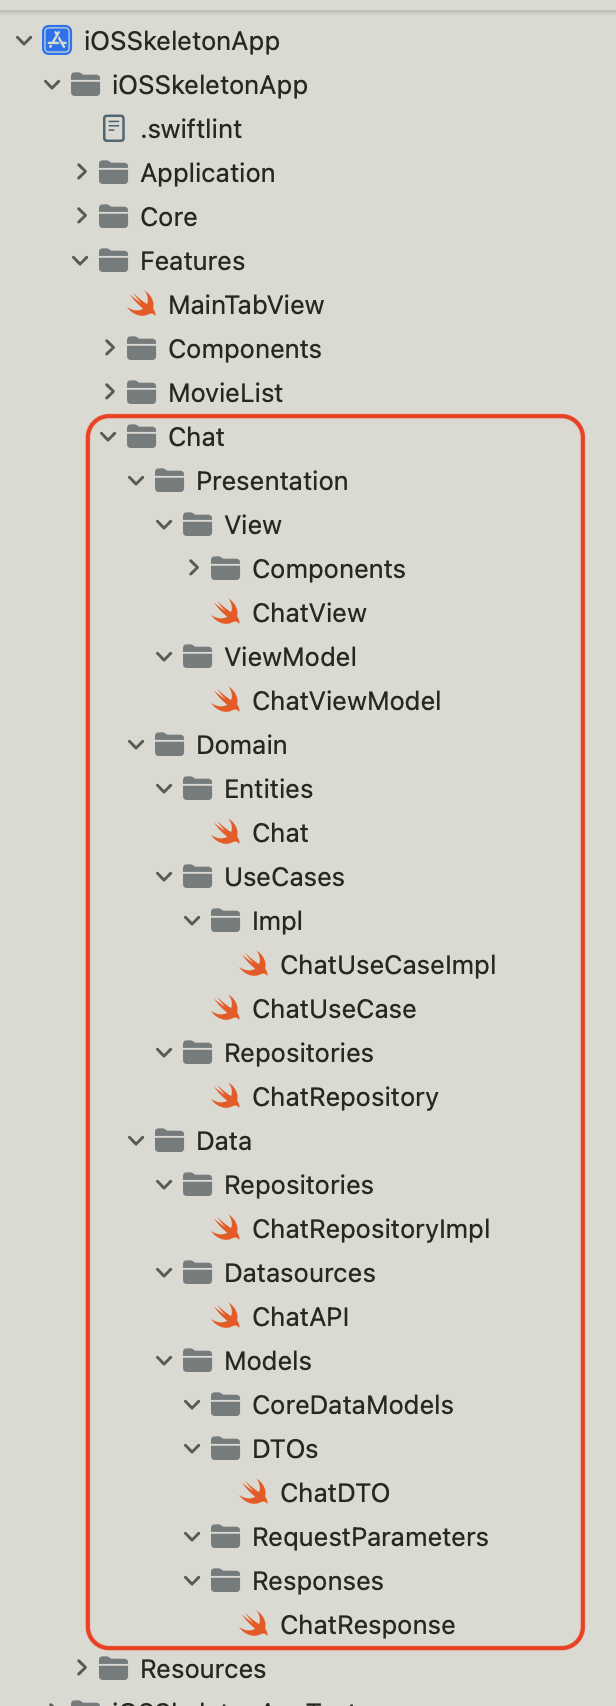 iOSSkeletonApp
iOSSkeletonApp
.swiftlint
Application
Core
Features
MainTabView
Components
MovieList
Chat
Presentation
View
Components
ChatView
ViewModel
ChatViewModel
Domain
Entities
Chat
UseCases
Impl
ChatUseCaseImpl
ChatUseCase
Repositories
ChatRepository
Data
Repositories
ChatRepositoryImpl
Datasources
ChatAPI
Models
CoreDataModels
DTOs
ChatDTO
RequestParameters
Responses
ChatResponse
Resources